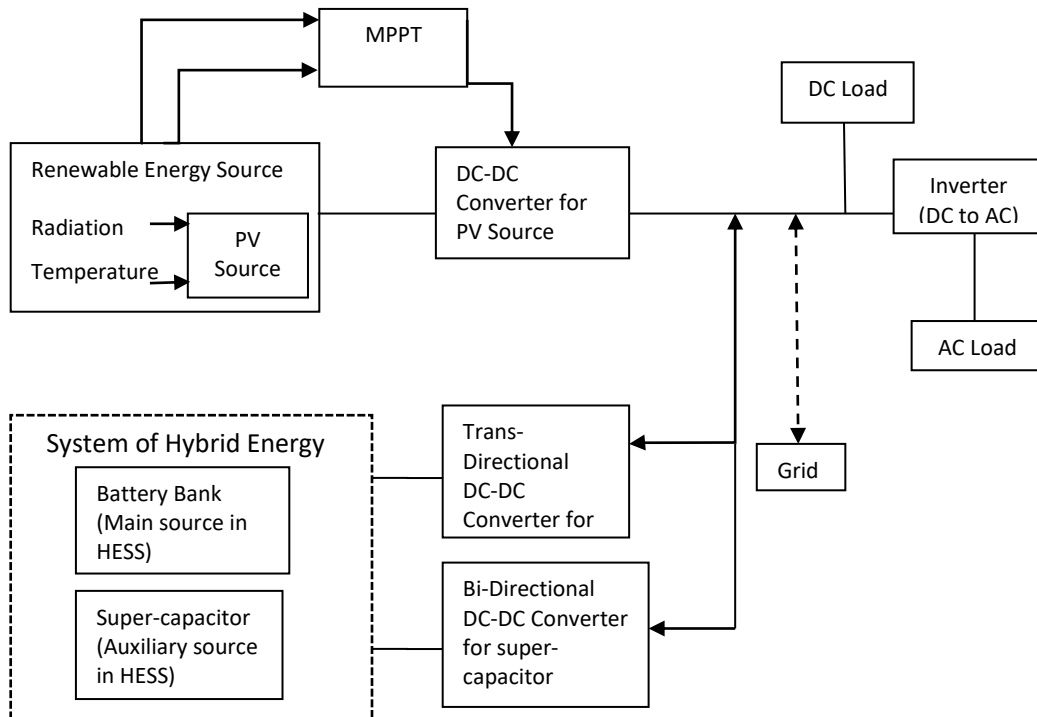 MPPT
DC Load
Renewable Energy Source
Radiation
Temperature
PV
Source
DC-DC
Converter for
PV Source
Inverter
(DC to AC)
AC Load
System of Hybrid Energy
Battery Bank
(Main source in
HESS)
Super-capacitor
(Auxiliary source
in HESS)
Trans-
Directional
DC-DC
Converter for
Bi-Directional
DC-DC Converter
for super-
capacitor
Grid